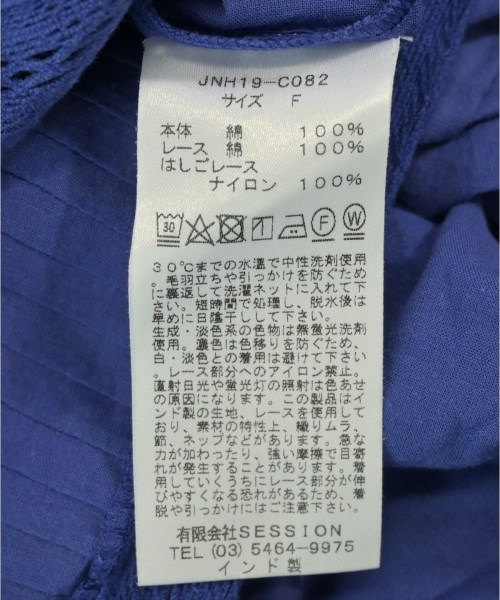 JNH19-C082
サイズ F
本体 綿 100%
レース 綿 100%
はしごレース
ナイロン 100%
30 F W
30℃までの水温で中性洗剤使用
。毛羽立ちや引っかけを防ぐため
に裏返して洗濯ネットに入れて下
さい。短時間で処理し、脱水後は
早めに日陰干しして下さい。
生成・淡色系の色物は無蛍光洗剤
使用。濃色は色移りを防ぐため、
白・淡色との着用は避けて下さい
。レース部分へのアイロン禁止。
直射日光や蛍光灯の照射は色あせ
の原因になります。この製品はイ
ンド製の生地、レースを使用して
おり、素材の特性上、織りムラ、
節、ネップなどがあります。急な
力が加わったり、強い摩擦で目寄
れが発生することがあります。着
用していくうちにレース部分が伸
びやすくなる恐れがあるため、着
脱や引っかけにはご注意下さい。
有限会社SESSION
TEL (03) 5464-9975
インド製